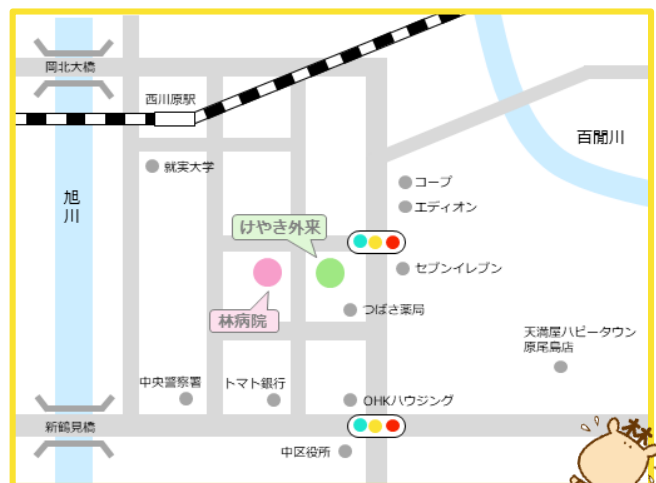 岡北大橋
西川原駅
百間川
就実大学
コープ
旭
川
エディオン
けやき外来
セブンイレブン
林病院
つばさ薬局
天満屋ハピータウン
原尾島店
中央警察署
トマト銀行
OHKハウジング
新鶴見橋
中区役所
林